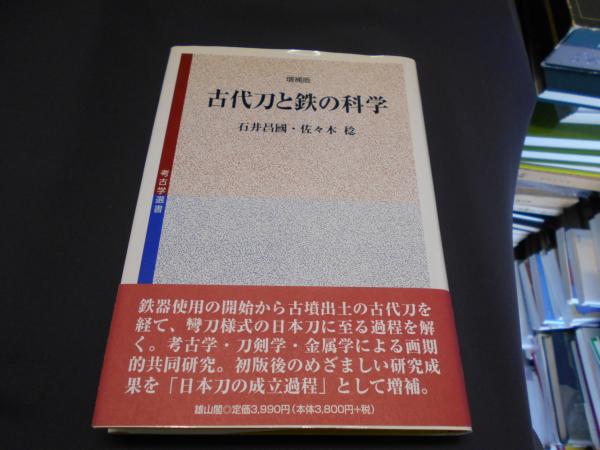 増補版
古代刀と鉄の科学
石井昌國・佐々木 稔
考古学選書
鉄器使用の開始から古墳出土の古代刀を
経て、彎刀様式の日本刀に至る過程を解
く。考古学・刀剣学・金属学による画期
的共同研究。初版後のめざましい研究成
果を「日本刀の成立過程」として増補。
雄山閣◎定価3,990円(本体3,800円+税)